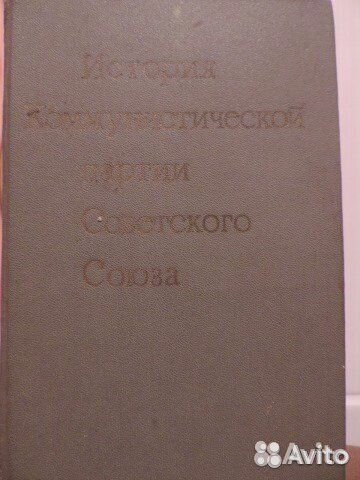 История
Коммунистической
партии
Советского
Союза
Avito